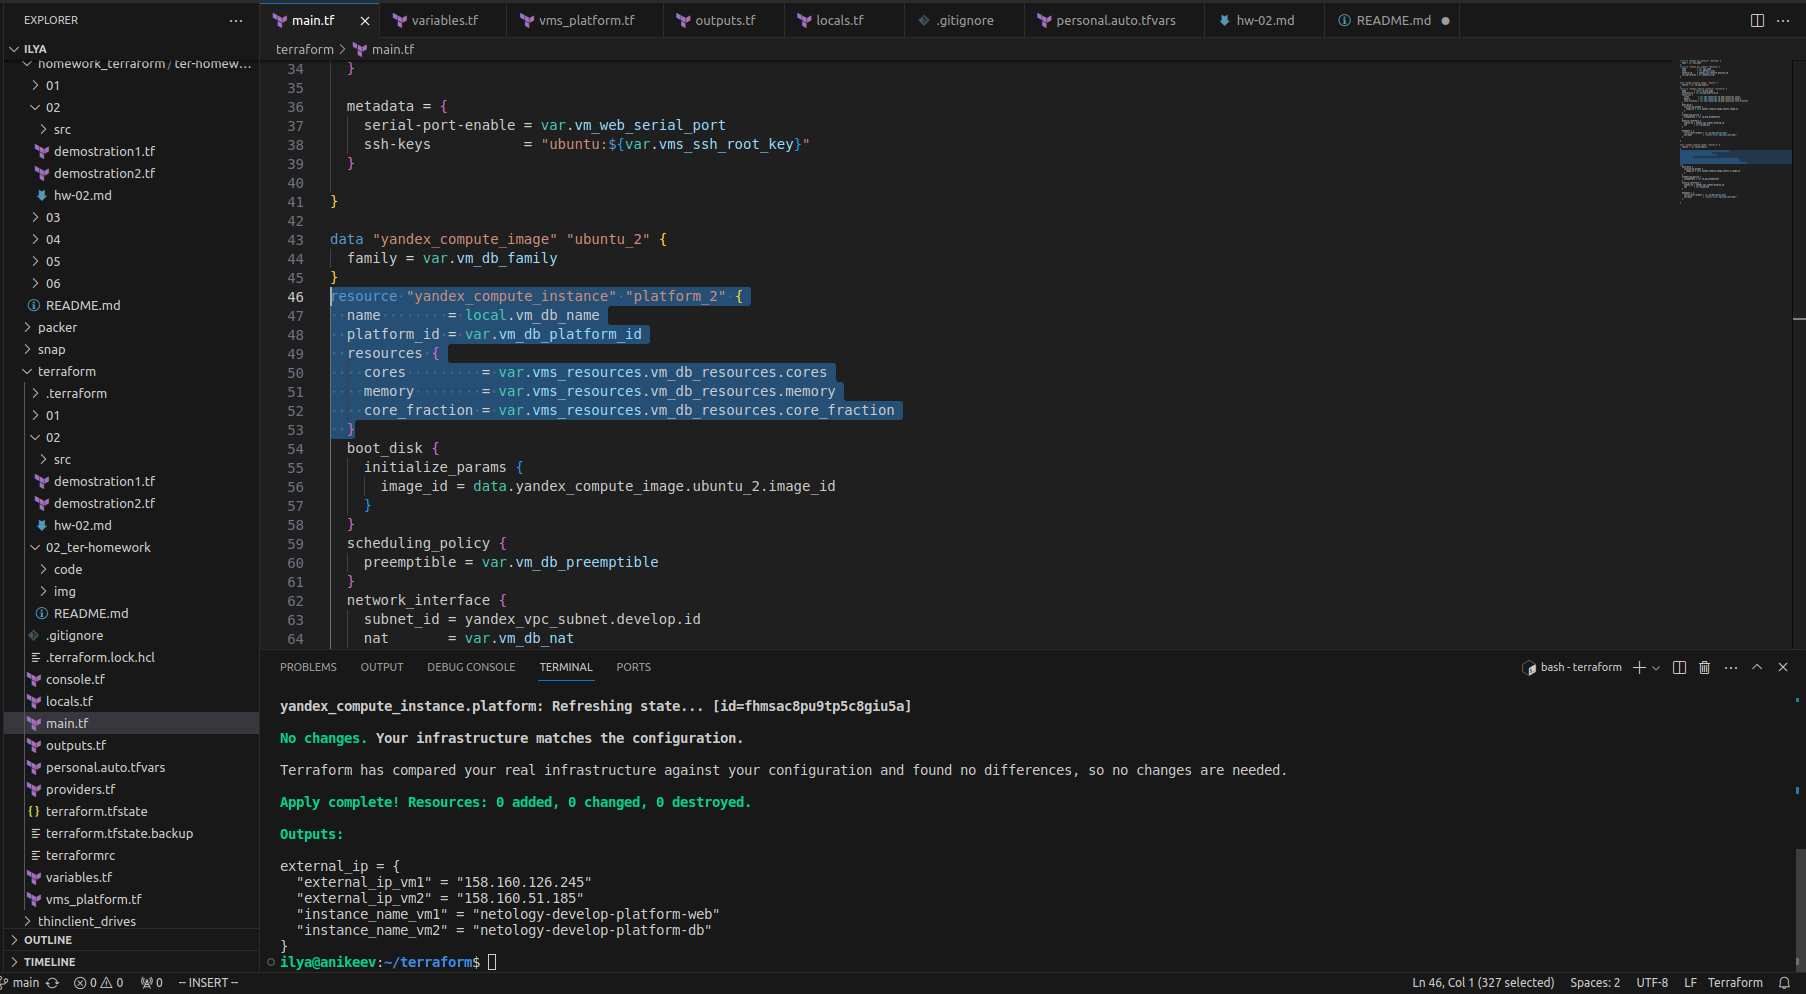 EXPLORER
ILYA
homework_terraform / ter-homew...
01
02
src
demostration1.tf
demostration2.tf
hw-02.md
03
04
05
06
README.md
packer
snap
terraform
.terraform
01
02
src
demostration1.tf
demostration2.tf
hw-02.md
02_ter-homework
code
img
README.md
.gitignore
.terraform.lock.hcl
console.tf
locals.tf
main.tf
outputs.tf
personal.auto.tfvars
providers.tf
terraform.tfstate
terraform.tfstate.backup
terraformrc
variables.tf
vms_platform.tf
thinclient_drives
OUTLINE
TIMELINE
main.tf variables.tf vms_platform.tf outputs.tf locals.tf .gitignore personal.auto.tfvars hw-02.md README.md
terraform > main.tf
34 }
35
36 metadata = {
37 serial-port-enable = var.vm_web_serial_port
38 ssh-keys = "ubuntu:${var.vms_ssh_root_key}"
39 }
40
41 }
42
43 data "yandex_compute_image" "ubuntu_2" {
44 family = var.vm_db_family
45 }
46 resource "yandex_compute_instance" "platform_2" {
47 name = local.vm_db_name
48 platform_id = var.vm_db_platform_id
49 resources {
50 cores = var.vms_resources.vm_db_resources.cores
51 memory = var.vms_resources.vm_db_resources.memory
52 core_fraction = var.vms_resources.vm_db_resources.core_fraction
53 }
54 boot_disk {
55 initialize_params {
56 image_id = data.yandex_compute_image.ubuntu_2.image_id
57 }
58 }
59 scheduling_policy {
60 preemptible = var.vm_db_preemptible
61 }
62 network_interface {
63 subnet_id = yandex_vpc_subnet.develop.id
64 nat = var.vm_db_nat
PROBLEMS OUTPUT DEBUG CONSOLE TERMINAL PORTS
bash - terraform
yandex_compute_instance.platform: Refreshing state... [id=fhmsac8pu9tp5c8giu5a]
No changes. Your infrastructure matches the configuration.
Terraform has compared your real infrastructure against your configuration and found no differences, so no changes are needed.
Apply complete! Resources: 0 added, 0 changed, 0 destroyed.
Outputs:
external_ip = {
"external_ip_vm1" = "158.160.126.245"
"external_ip_vm2" = "158.160.51.185"
"instance_name_vm1" = "netology-develop-platform-web"
"instance_name_vm2" = "netology-develop-platform-db"
}
ilya@anikeev:~/terraform$
main 0 0 0 -- INSERT --
Ln 46, Col 1 (327 selected) Spaces: 2 UTF-8 LF Terraform